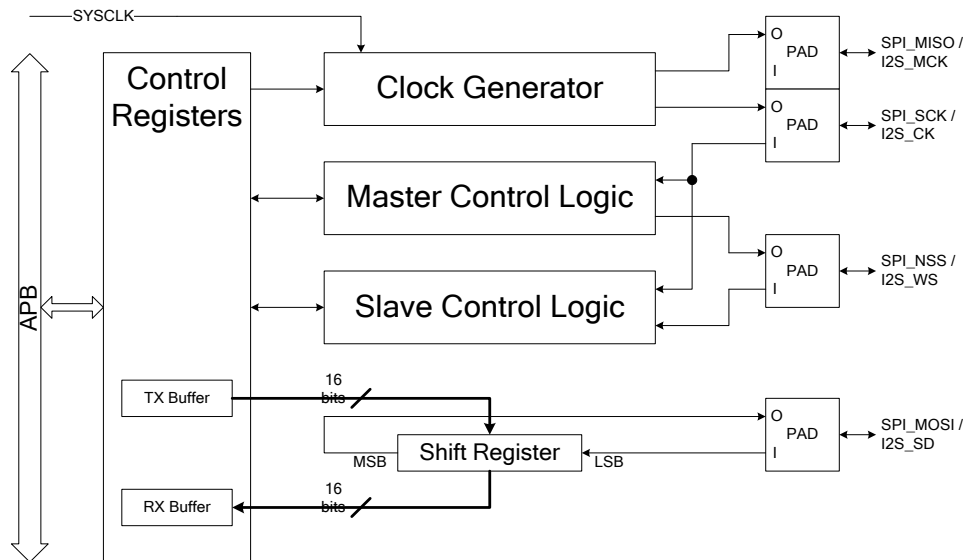 SYSCLK
Control
Registers
Clock Generator
O
PAD
I
SPI_MISO /
I2S_MCK
O
PAD
I
SPI_SCK /
I2S_CK
Master Control Logic
O
PAD
I
SPI_NSS /
I2S_WS
APB
Slave Control Logic
TX Buffer
16
bits
O
PAD
I
SPI_MOSI /
I2S_SD
MSB
Shift Register
LSB
RX Buffer
16
bits